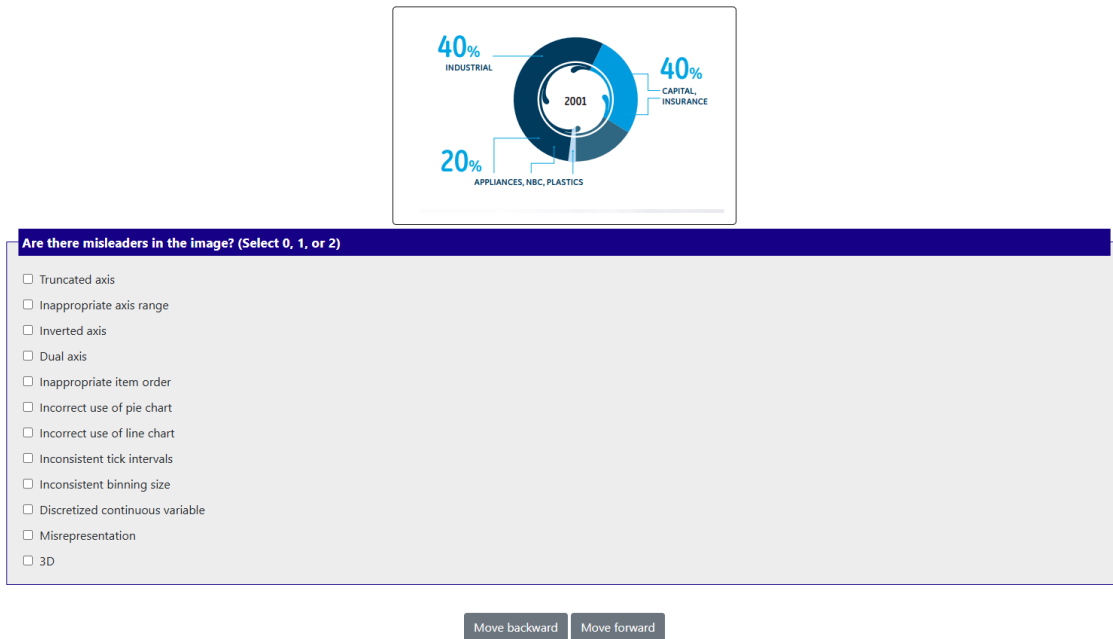 40%
INDUSTRIAL
40%
CAPITAL,
INSURANCE
2001
20%
APPLIANCES, NBC, PLASTICS
Are there misleaders in the image? (Select 0, 1, or 2)
Truncated axis
Inappropriate axis range
Inverted axis
Dual axis
Inappropriate item order
Incorrect use of pie chart
Incorrect use of line chart
Inconsistent tick intervals
Inconsistent binning size
Discretized continuous variable
Misrepresentation
3D
Move backward
Move forward